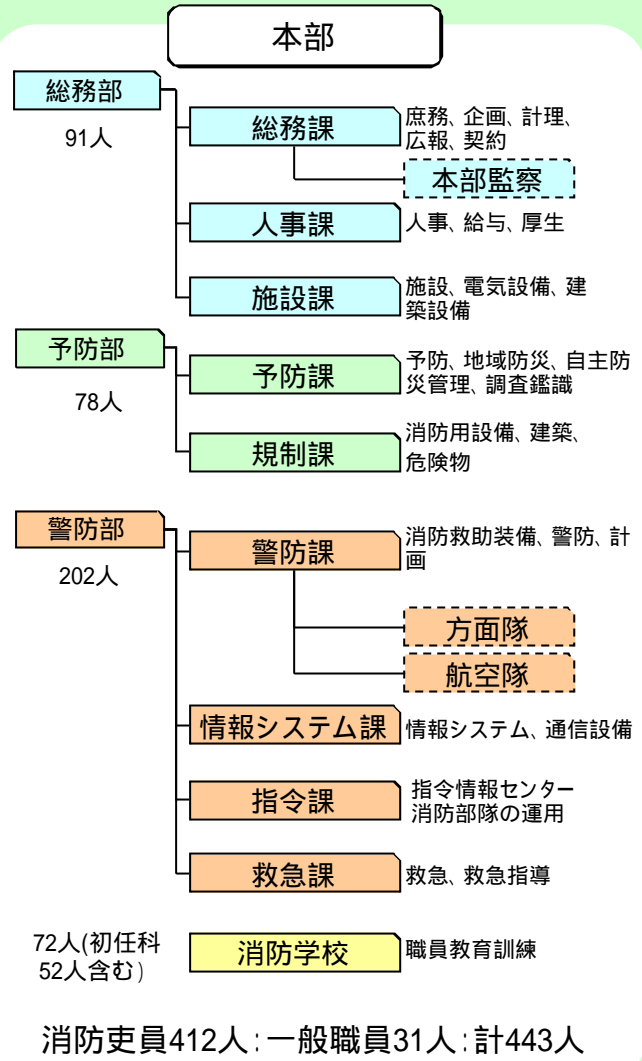 本部
総務部
91人
総務課
庶務、企画、計理、
広報、契約
本部監察
人事課
人事、給与、厚生
施設課
施設、電気設備、建
築設備
予防部
78人
予防課
予防、地域防災、自主防
災管理、調査鑑識
規制課
消防用設備、建築、
危険物
警防部
202人
警防課
消防救助装備、警防、計
画
方面隊
航空隊
情報システム課
情報システム、通信設備
指令課
指令情報センター
消防部隊の運用
救急課
救急、救急指導
72人(初任科
52人含む)
消防学校
職員教育訓練
消防吏員412人:一般職員31人:計443人